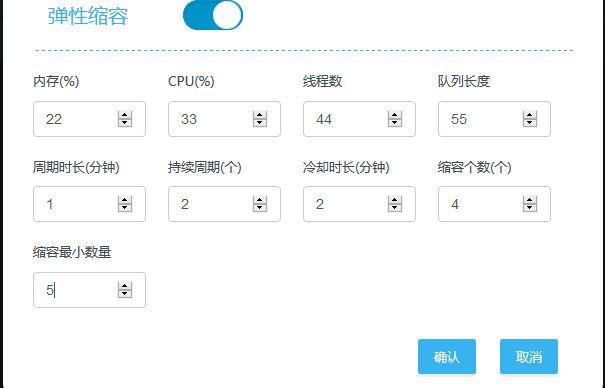 弹性缩容
内存(%) CPU(%) 线程数 队列长度
22 33 44 55
周期时长(分钟) 持续周期(个) 冷却时长(分钟) 缩容个数(个)
1 2 2 4
缩容最小数量
5
确认 取消